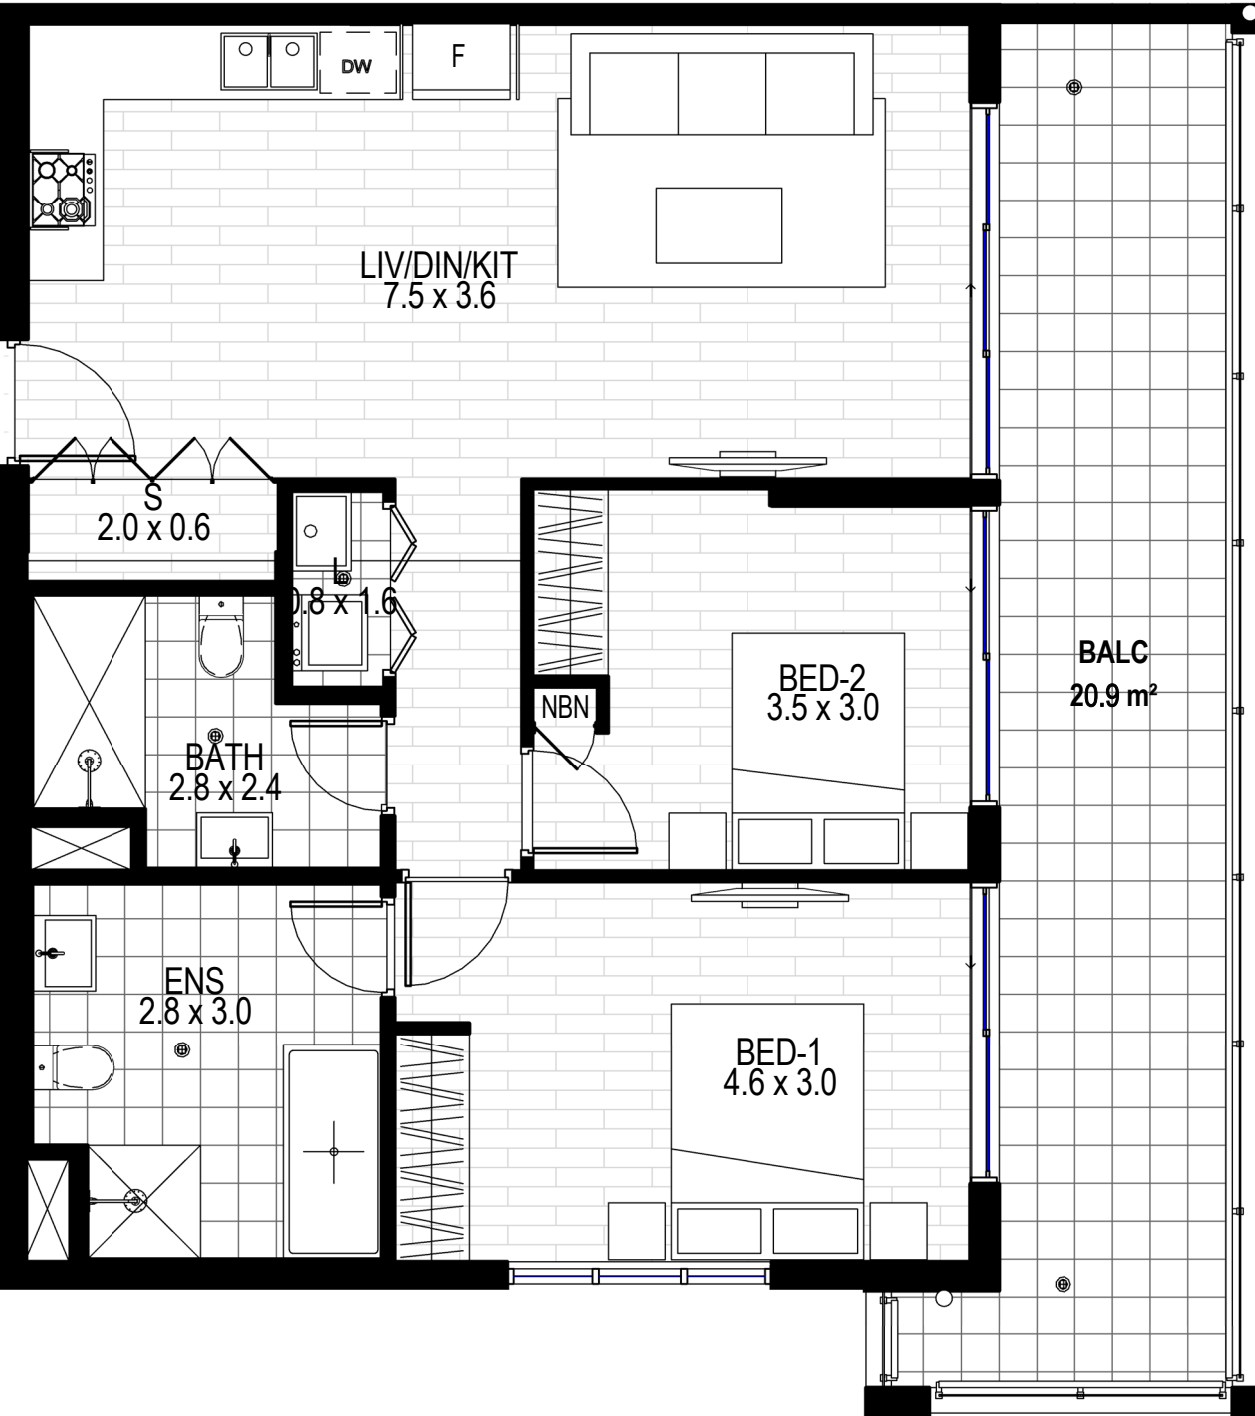 DW
F
LIV/DIN/KIT
7.5 x 3.6
S
2.0 x 0.6
L
0.8 x 1.6
BED-2
3.5 x 3.0
BALC
20.9 m²
NBN
BATH
2.8 x 2.4
ENS
2.8 x 3.0
BED-1
4.6 x 3.0